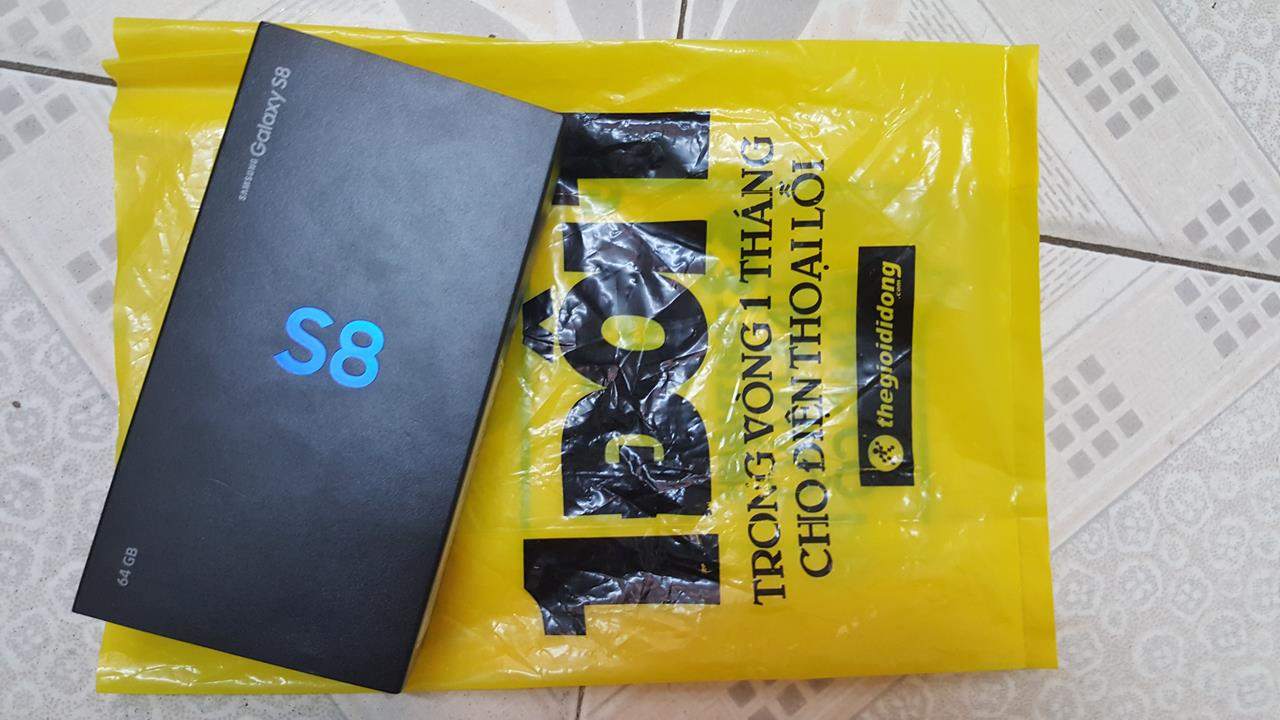 SAMSUNG Galaxy S8
S8
64 GB
1 ĐỔI 1
TRONG VÒNG 1 THÁNG
CHO ĐIỆN THOẠI LỖI
thegioididong
.com